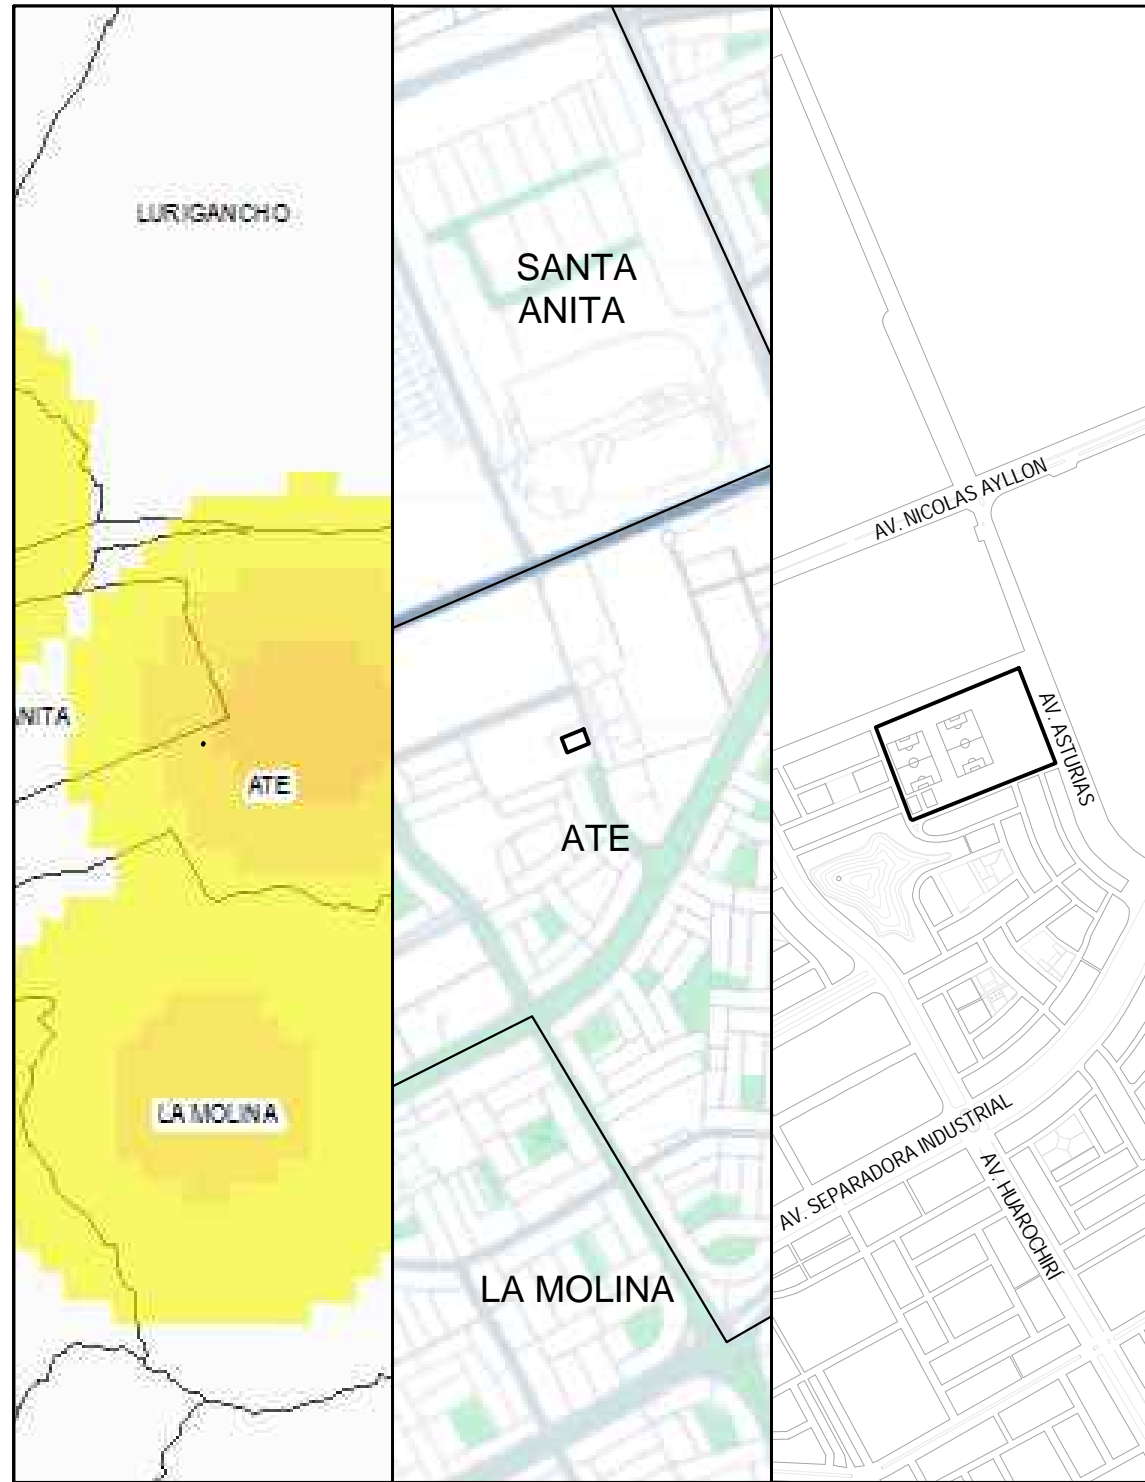 LURIGANCHO
NITA
ATE
LA MOLINA
SANTA
ANITA
ATE
LA MOLINA
AV. NICOLAS AYLLON
AV. ASTURIAS
AV. SEPARADORA INDUSTRIAL
AV. HUAROCHIRÍ